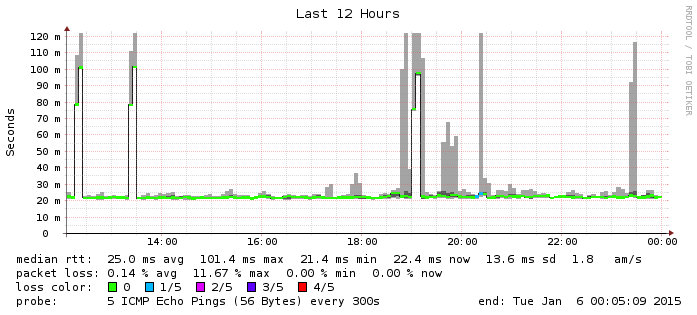 Last 12 Hours
RRDTOOL / TOBI OETIKER
Seconds
120 m
110 m
100 m
90 m
80 m
70 m
60 m
50 m
40 m
30 m
20 m
10 m
0
14:00 16:00 18:00 20:00 22:00 00:00
median rtt: 25.0 ms avg 101.4 ms max 21.4 ms min 22.4 ms now 13.6 ms sd 1.8 am/s
packet loss: 0.14 % avg 11.67 % max 0.00 % min 0.00 % now
loss color: 0 1/5 2/5 3/5 4/5
probe: 5 ICMP Echo Pings (56 Bytes) every 300s end: Tue Jan 6 00:05:09 2015